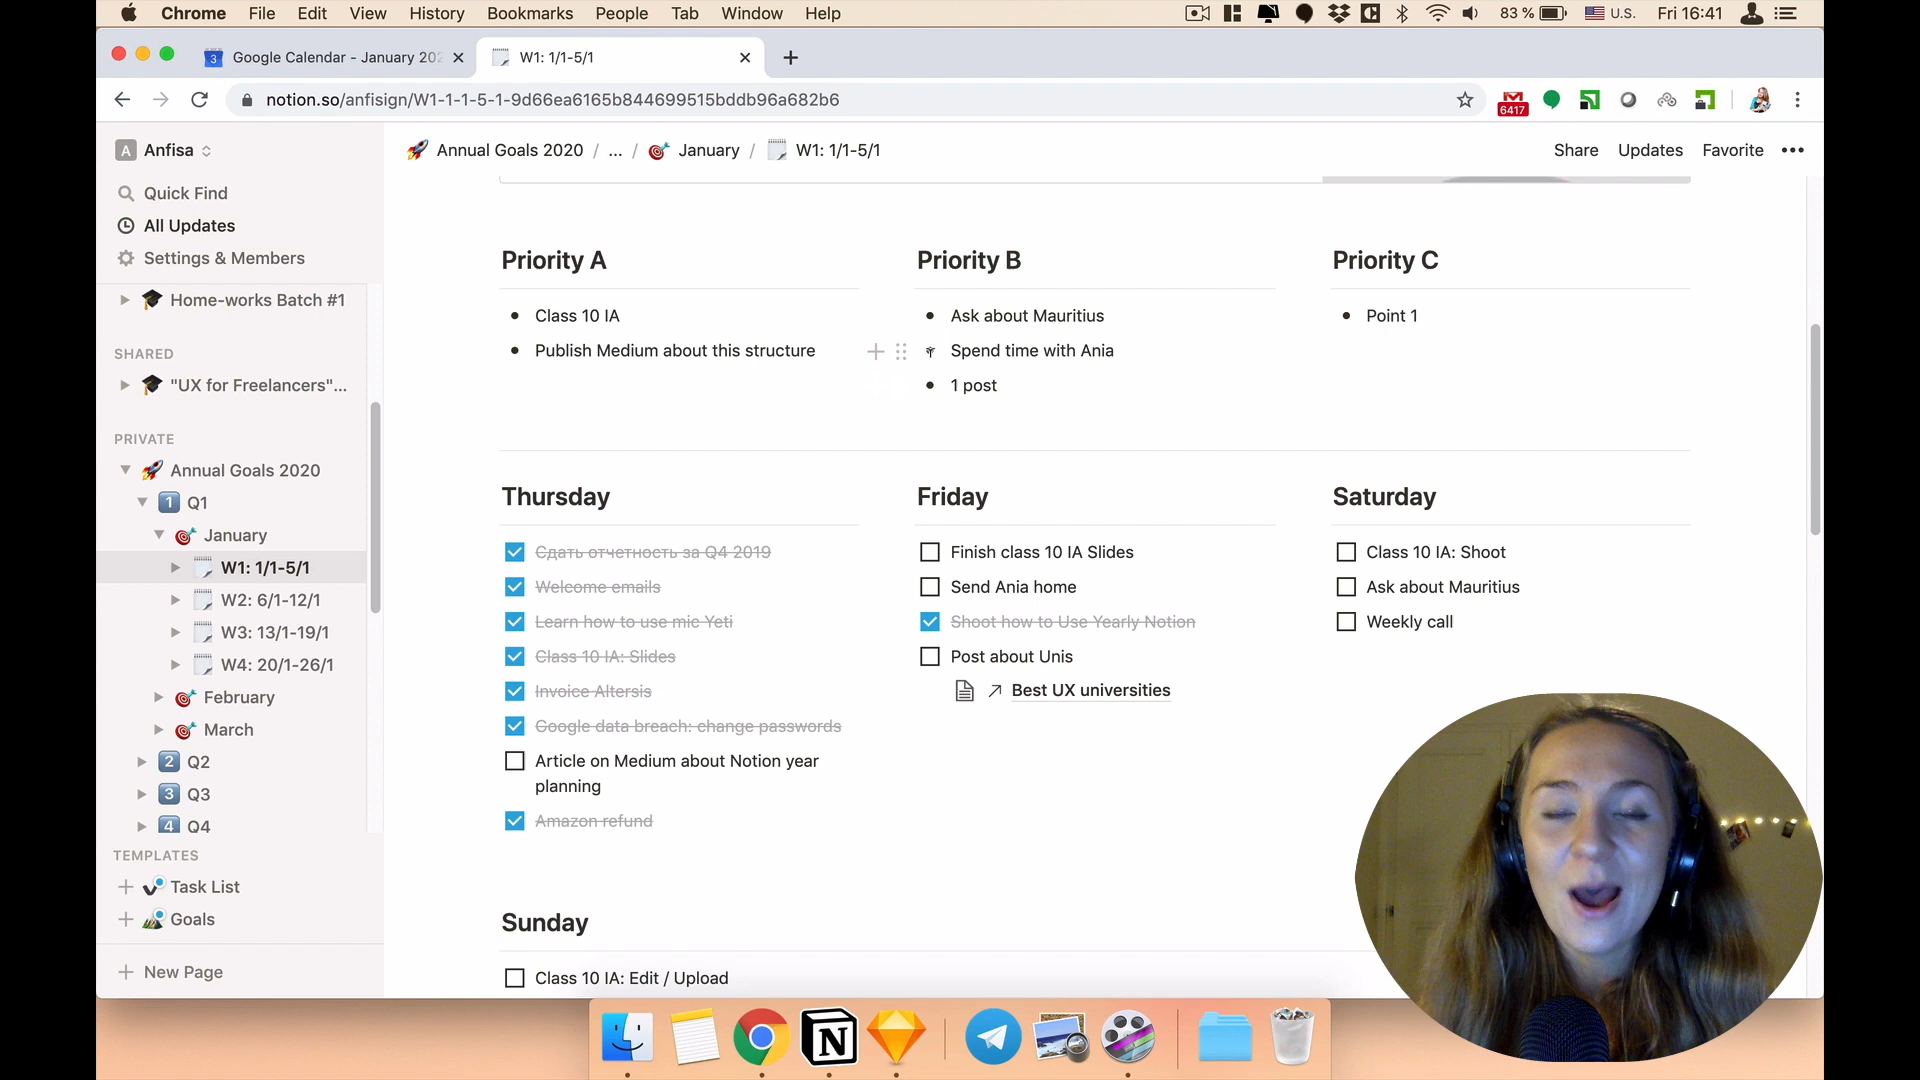 Chrome File Edit View History Bookmarks People Tab Window Help
83 % U.S. Fri 16:41
Google Calendar - January 202
W1: 1/1-5/1
notion.so/anfisign/W1-1-1-5-1-9d66ea6165b844699515bddb96a682b6
6417
A Anfisa
Annual Goals 2020 / ... / January / W1: 1/1-5/1
Share Updates Favorite
Quick Find
All Updates
Settings & Members
Home-works Batch #1
SHARED
"UX for Freelancers"...
PRIVATE
Annual Goals 2020
1 Q1
January
W1: 1/1-5/1
W2: 6/1-12/1
W3: 13/1-19/1
W4: 20/1-26/1
February
March
2 Q2
3 Q3
4 Q4
TEMPLATES
Task List
Goals
New Page
Priority A
Class 10 IA
Publish Medium about this structure
Priority B
Ask about Mauritius
Spend time with Ania
1 post
Priority C
Point 1
Thursday
Сдать отчетность за Q4 2019
Welcome emails
Learn how to use mic Yeti
Class 10 IA: Slides
Invoice Altersis
Google data breach: change passwords
Article on Medium about Notion year
planning
Amazon refund
Friday
Finish class 10 IA Slides
Send Ania home
Shoot how to Use Yearly Notion
Post about Unis
Best UX universities
Saturday
Class 10 IA: Shoot
Ask about Mauritius
Weekly call
Sunday
Class 10 IA: Edit / Upload